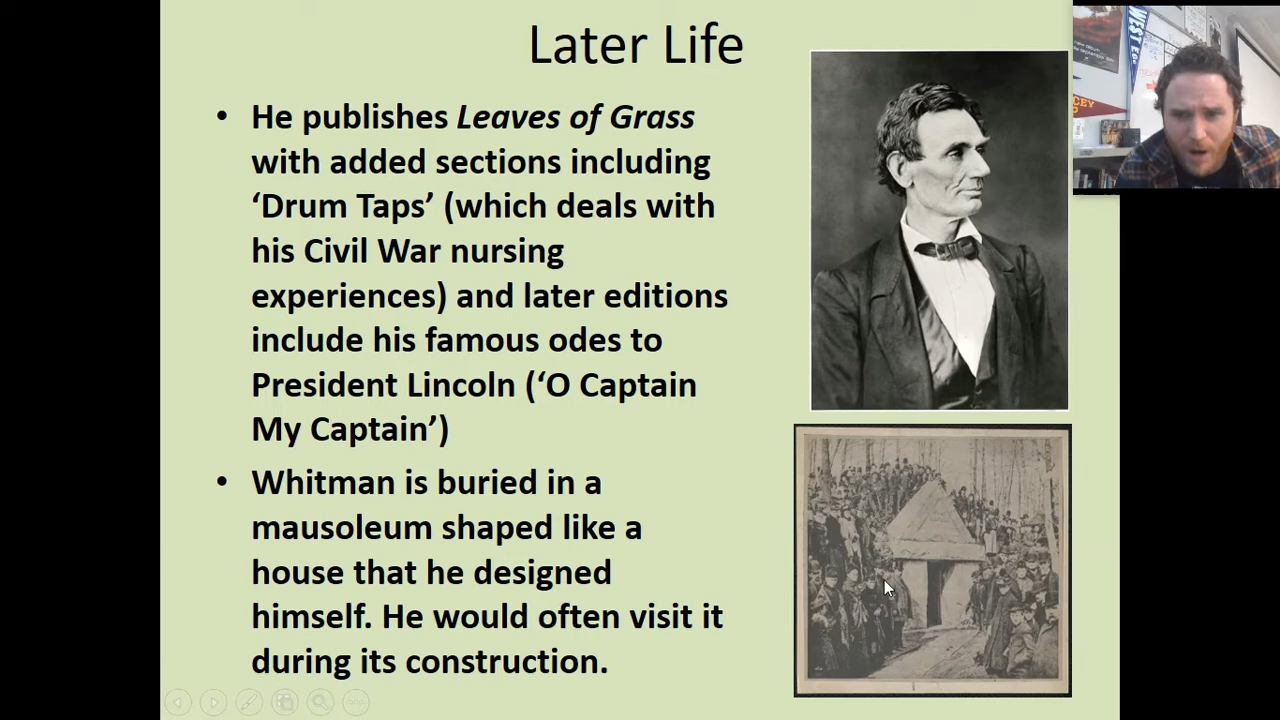 Later Life
• He publishes Leaves of Grass
with added sections including
‘Drum Taps’ (which deals with
his Civil War nursing
experiences) and later editions
include his famous odes to
President Lincoln (‘O Captain
My Captain’)
• Whitman is buried in a
mausoleum shaped like a
house that he designed
himself. He would often visit it
during its construction.
WEST